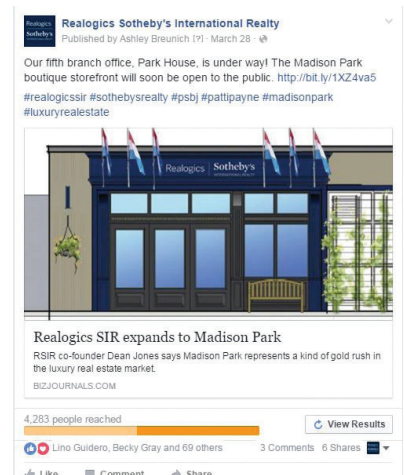 Realogics
Sotheby's
Realogics Sotheby's International Realty
Published by Ashley Breunich [?] · March 28 ·
Our fifth branch office, Park House, is under way! The Madison Park
boutique storefront will soon be open to the public. http://bit.ly/1XZ4va5
#realogicssir #sothebysrealty #psbj #pattipayne #madisonpark
#luxuryrealestate
Realogics Sotheby's
Realogics SIR expands to Madison Park
RSIR co-founder Dean Jones says Madison Park represents a kind of gold rush in
the luxury real estate market.
BIZJOURNALS.COM
4,283 people reached
View Results
Lino Guidero, Becky Gray and 69 others 3 Comments 6 Shares
Like Comment Share